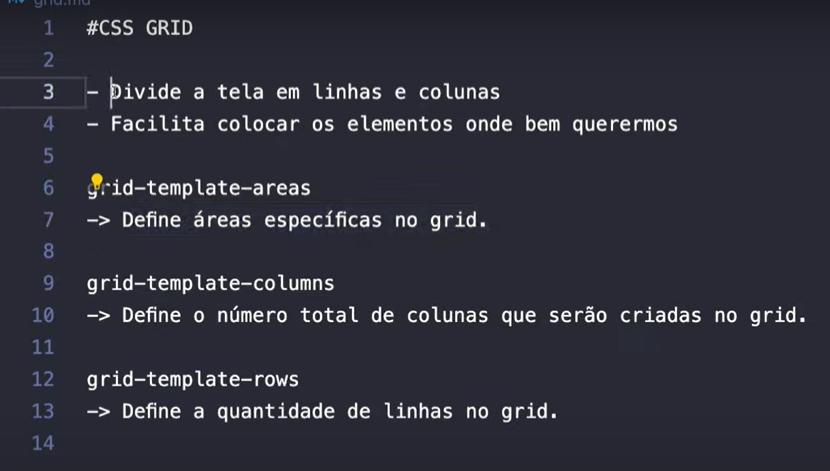 grid.md
1 #CSS GRID
2
3 - Divide a tela em linhas e colunas
4 - Facilita colocar os elementos onde bem querermos
5
6 grid-template-areas
7 -> Define áreas específicas no grid.
8
9 grid-template-columns
10 -> Define o número total de colunas que serão criadas no grid.
11
12 grid-template-rows
13 -> Define a quantidade de linhas no grid.
14